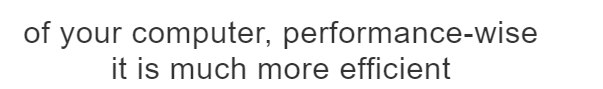 of your computer, performance-wise
it is much more efficient